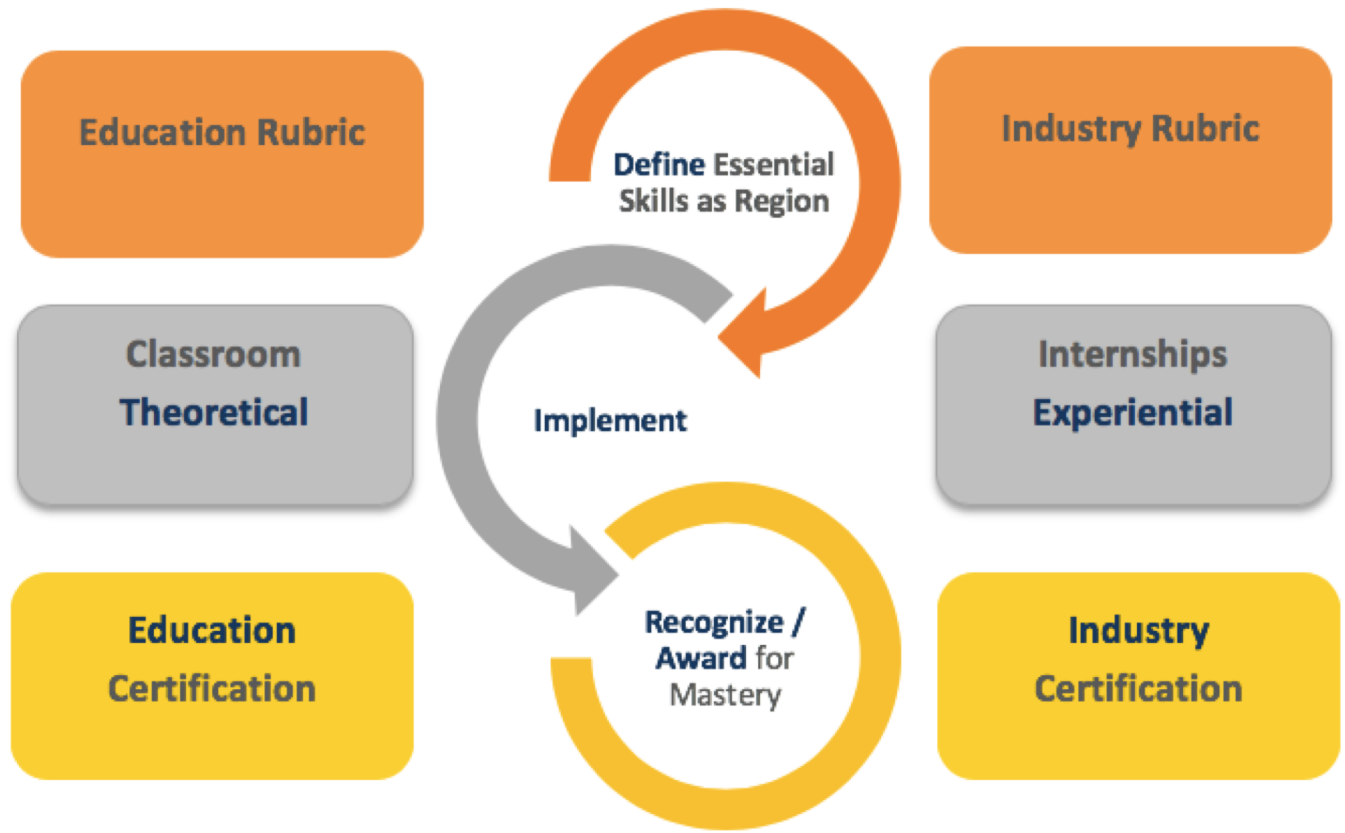 Education Rubric
Define Essential
Skills as Region
Industry Rubric
Classroom
Theoretical
Implement
Internships
Experiential
Education
Certification
Recognize /
Award for
Mastery
Industry
Certification